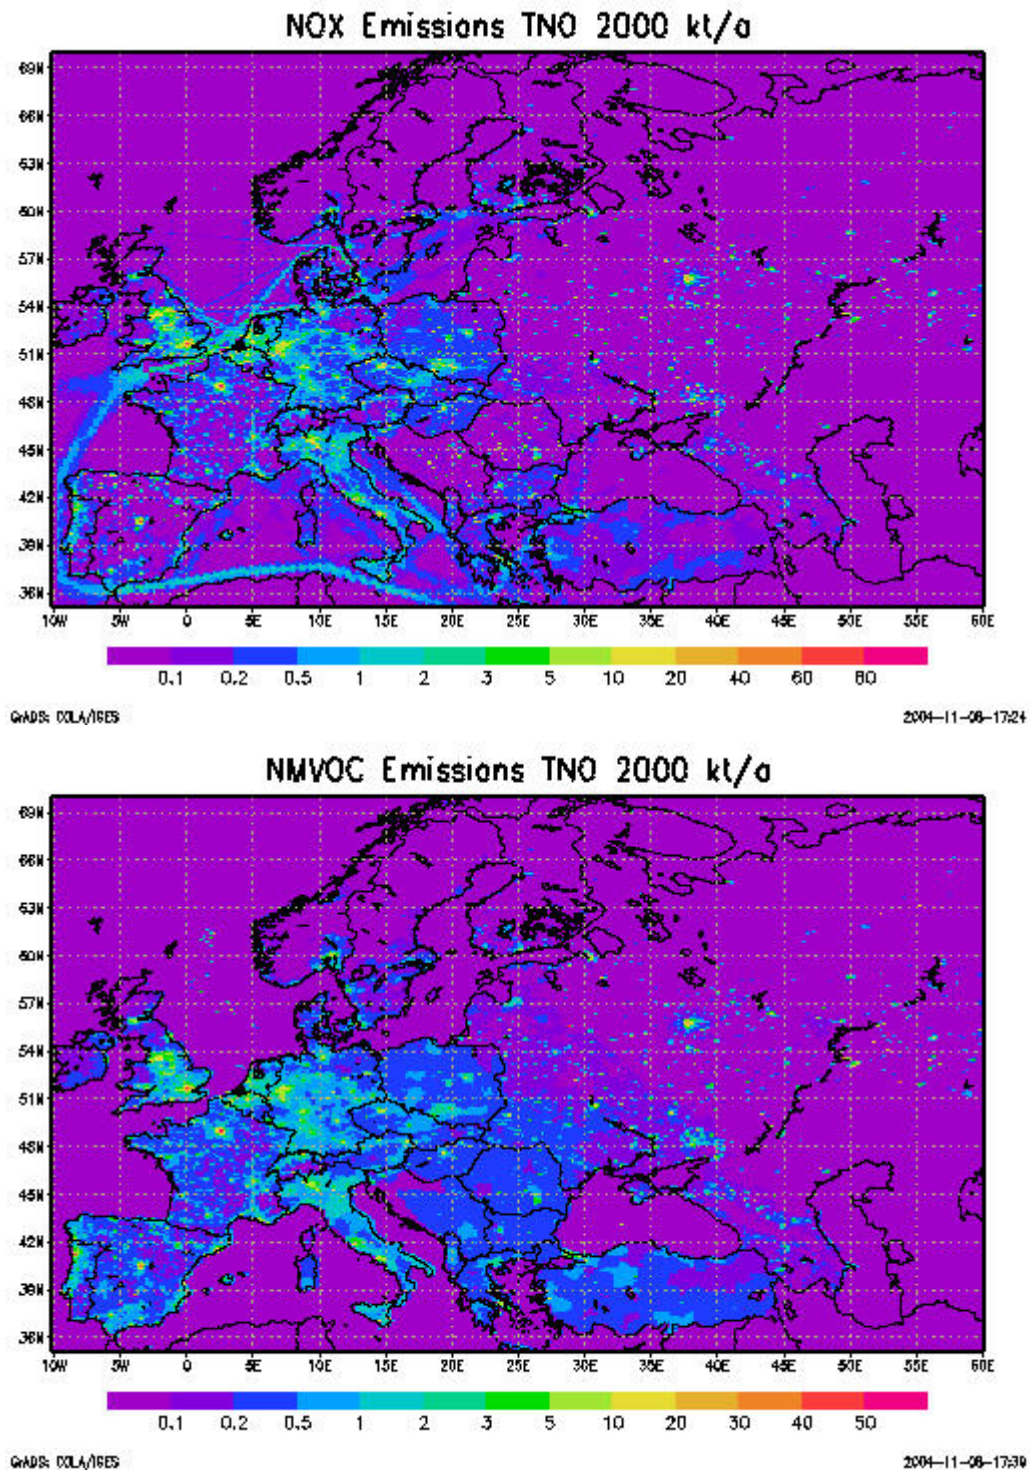 NOX Emissions TNO 2000 kt/a
69N
66N
63N
60N
57N
54N
51N
48N
45N
42N
39N
36N
10W 5W 0 5E 10E 15E 20E 25E 30E 35E 40E 45E 50E 55E 60E
0.1 0.2 0.5 1 2 3 5 10 20 40 60 80
GrADS: COLA/IGES 2004-11-08-17:24
NMVOC Emissions TNO 2000 kt/a
69N
66N
63N
60N
57N
54N
51N
48N
45N
42N
39N
36N
10W 5W 0 5E 10E 15E 20E 25E 30E 35E 40E 45E 50E 55E 60E
0.1 0.2 0.5 1 2 3 5 10 20 30 40 50
GrADS: COLA/IGES 2004-11-08-17:39